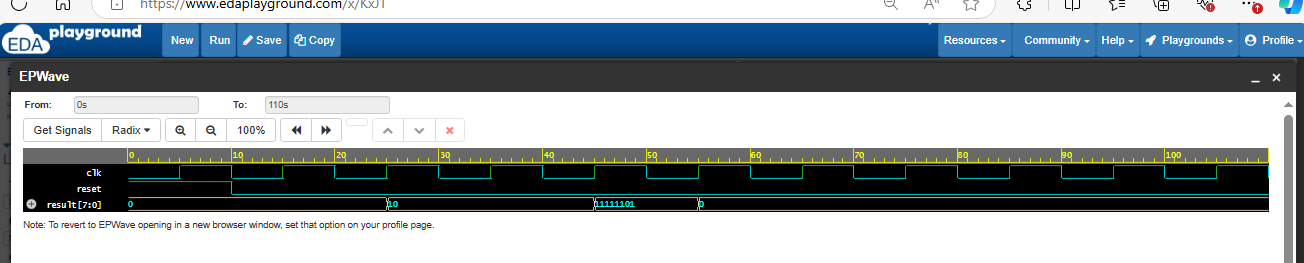 https://www.edaplayground.com/x/KxJT
EDA playground New Run Save Copy Resources Community Help Playgrounds Profile
EPWave
From: 0s To: 110s
Get Signals Radix 100%
0 10 20 30 40 50 60 70 80 90 100
clk
reset
result[7:0] 0 10 11111101 0
Note: To revert to EPWave opening in a new browser window, set that option on your profile page.